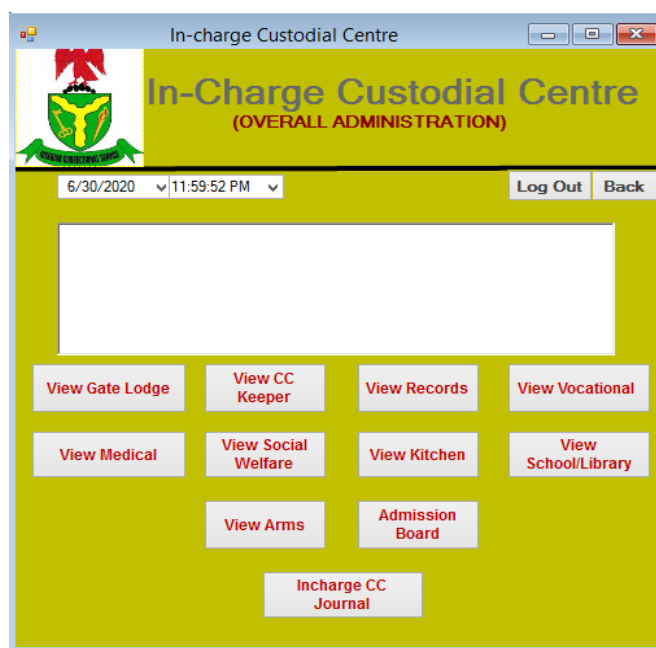 In-charge Custodial Centre
In-Charge Custodial Centre
(OVERALL ADMINISTRATION)
6/30/2020 11:59:52 PM
Log Out Back
View Gate Lodge
View CC
Keeper
View Records
View Vocational
View Medical
View Social
Welfare
View Kitchen
View
School/Library
View Arms
Admission
Board
Incharge CC
Journal